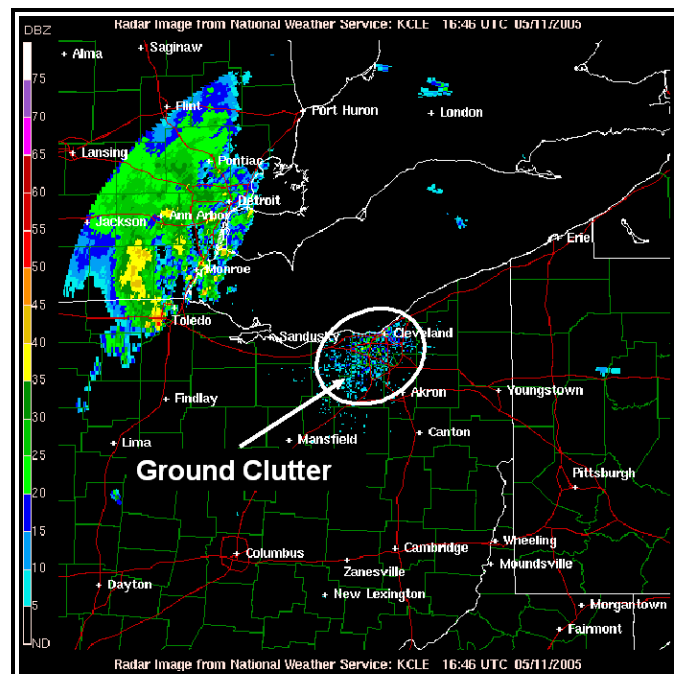 Radar Image from National Weather Service: KCLE 16:46 UTC 05/11/2005
DBZ
Alma
Saginaw
75
Flint
Port Huron
London
70
Lansing
65
Pontiac
60
Detroit
Ann Arbor
Jackson
55
Erie
50
Monroe
45
Toledo
Sandusky
Cleveland
40
35
Findlay
Akron
Youngstown
30
Lima
Mansfield
Canton
25
Ground Clutter
Pittsburgh
20
15
Columbus
Cambridge
Wheeling
10
Zanesville
Moundsville
Dayton
New Lexington
5
Morgantown
Fairmont
ND
Radar Image from National Weather Service: KCLE 16:46 UTC 05/11/2005